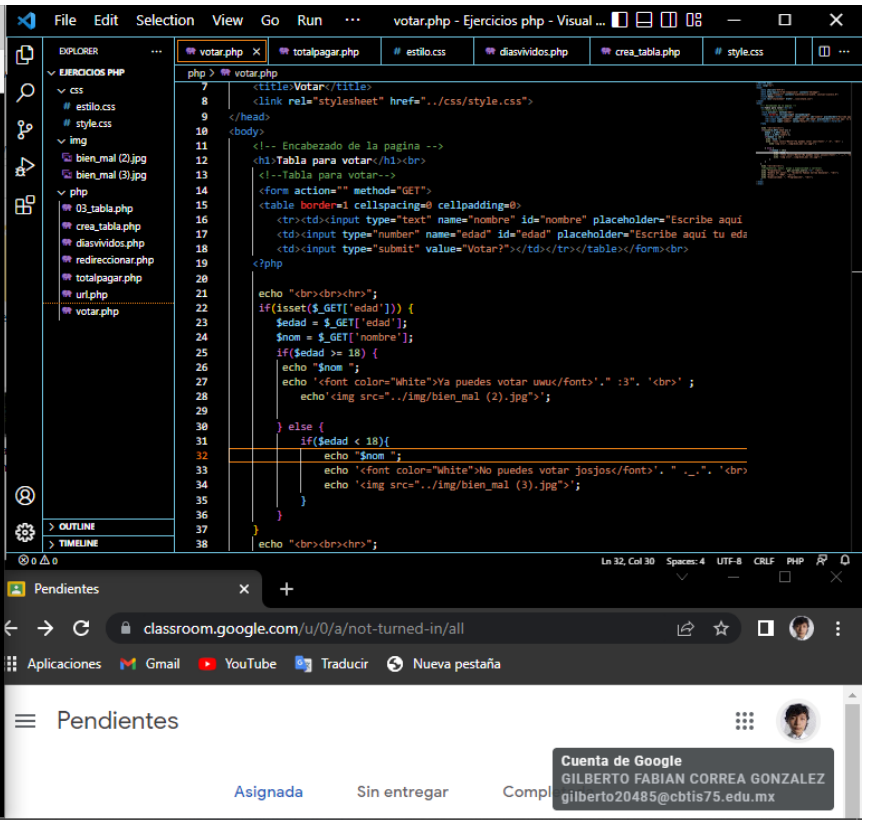 File Edit Selection View Go Run ··· votar.php - Ejercicios php - Visual ...
EXPLORER ···
EJERCICIOS PHP
css
# estilo.css
# style.css
img
bien_mal (2).jpg
bien_mal (3).jpg
php
03_tabla.php
crea_tabla.php
diasvividos.php
redireccionar.php
totalpagar.php
url.php
votar.php
OUTLINE
TIMELINE
votar.php × totalpagar.php # estilo.css diasvividos.php crea_tabla.php # style.css ···
php > votar.php
7 <title>Votar</title>
8 <link rel="stylesheet" href="../css/style.css">
9 </head>
10 <body>
11 <!-- Encabezado de la pagina -->
12 <h1>Tabla para votar</h1><br>
13 <!--Tabla para votar-->
14 <form action="" method="GET">
15 <table border=1 cellspacing=0 cellpadding=0>
16 <tr><td><input type="text" name="nombre" id="nombre" placeholder="Escribe aquí
17 <td><input type="number" name="edad" id="edad" placeholder="Escribe aquí tu eda
18 <td><input type="submit" value="Votar?"></td></tr></table></form><br>
19 <?php
20
21 echo "<br><br><hr>";
22 if(isset($_GET['edad'])) {
23 $edad = $_GET['edad'];
24 $nom = $_GET['nombre'];
25 if($edad >= 18) {
26 echo "$nom ";
27 echo '<font color="White">Ya puedes votar uwu</font>'." :3". '<br>' ;
28 echo'<img src="../img/bien_mal (2).jpg">';
29
30 } else {
31 if($edad < 18){
32 echo "$nom ";
33 echo '<font color="White">No puedes votar josjos</font>'. " ._.". '<br>
34 echo '<img src="../img/bien_mal (3).jpg">';
35 }
36 }
37 }
38 echo "<br><br><hr>";
0 0 Ln 32, Col 30 Spaces: 4 UTF-8 CRLF PHP
Pendientes × +
classroom.google.com/u/0/a/not-turned-in/all
Aplicaciones Gmail YouTube Traducir Nueva pestaña
Pendientes
Cuenta de Google
GILBERTO FABIAN CORREA GONZALEZ
gilberto20485@cbtis75.edu.mx
Asignada Sin entregar Compl